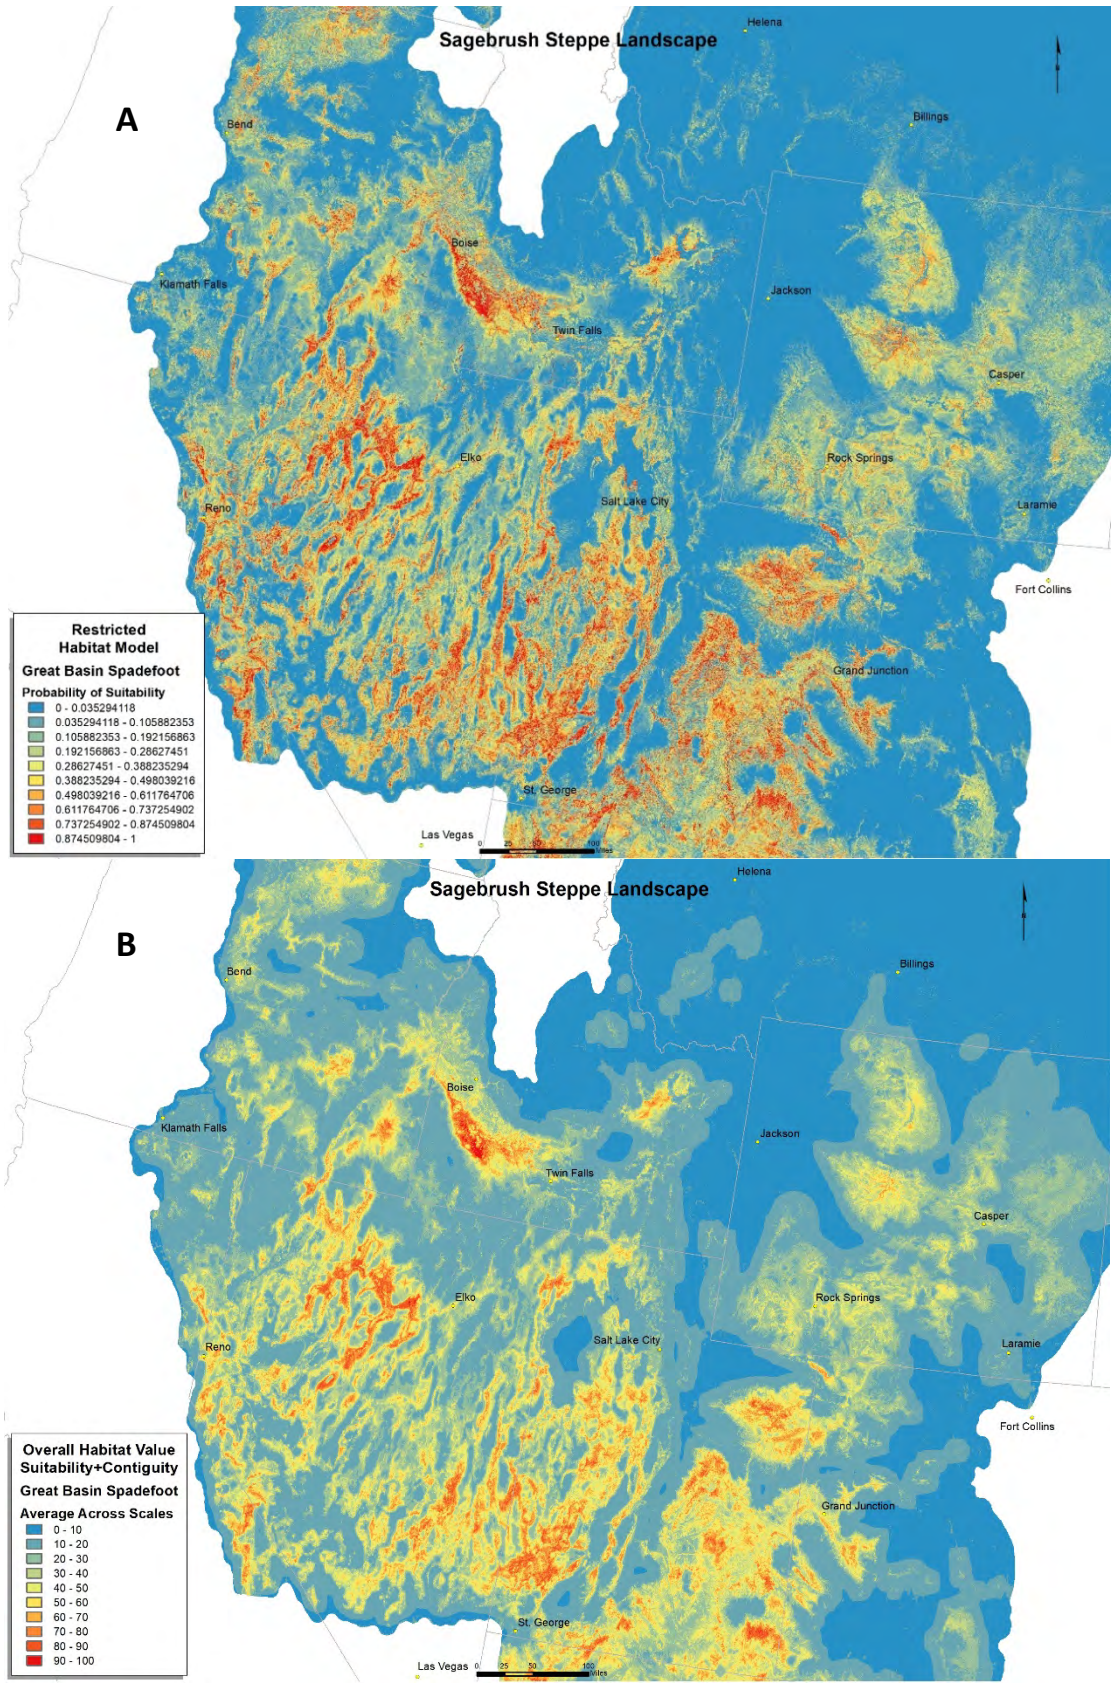 Sagebrush Steppe Landscape
Helena
A
Bend
Billings
Boise
Klamath Falls
Jackson
Twin Falls
Casper
Elko
Rock Springs
Salt Lake City
Reno
Laramie
Fort Collins
Grand Junction
St. George
Las Vegas
0 25 50 100
Miles
Restricted
Habitat Model
Great Basin Spadefoot
Probability of Suitability
0 - 0.035294118
0.035294118 - 0.105882353
0.105882353 - 0.192156863
0.192156863 - 0.28627451
0.28627451 - 0.388235294
0.388235294 - 0.498039216
0.498039216 - 0.611764706
0.611764706 - 0.737254902
0.737254902 - 0.874509804
0.874509804 - 1
Sagebrush Steppe Landscape
Helena
B
Bend
Billings
Boise
Klamath Falls
Jackson
Twin Falls
Casper
Elko
Rock Springs
Salt Lake City
Reno
Laramie
Fort Collins
Grand Junction
St. George
Las Vegas
0 25 50 100
Miles
Overall Habitat Value
Suitability+Contiguity
Great Basin Spadefoot
Average Across Scales
0 - 10
10 - 20
20 - 30
30 - 40
40 - 50
50 - 60
60 - 70
70 - 80
80 - 90
90 - 100